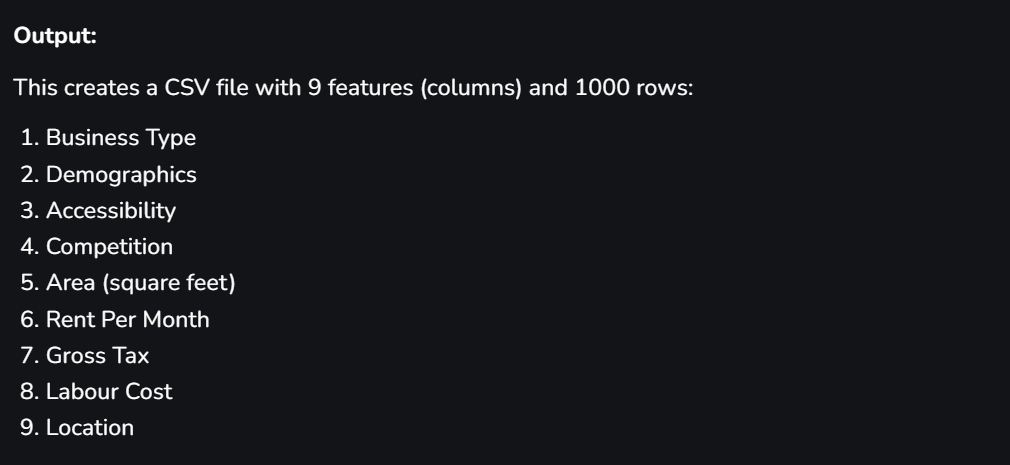 Output:
This creates a CSV file with 9 features (columns) and 1000 rows:
1. Business Type
2. Demographics
3. Accessibility
4. Competition
5. Area (square feet)
6. Rent Per Month
7. Gross Tax
8. Labour Cost
9. Location